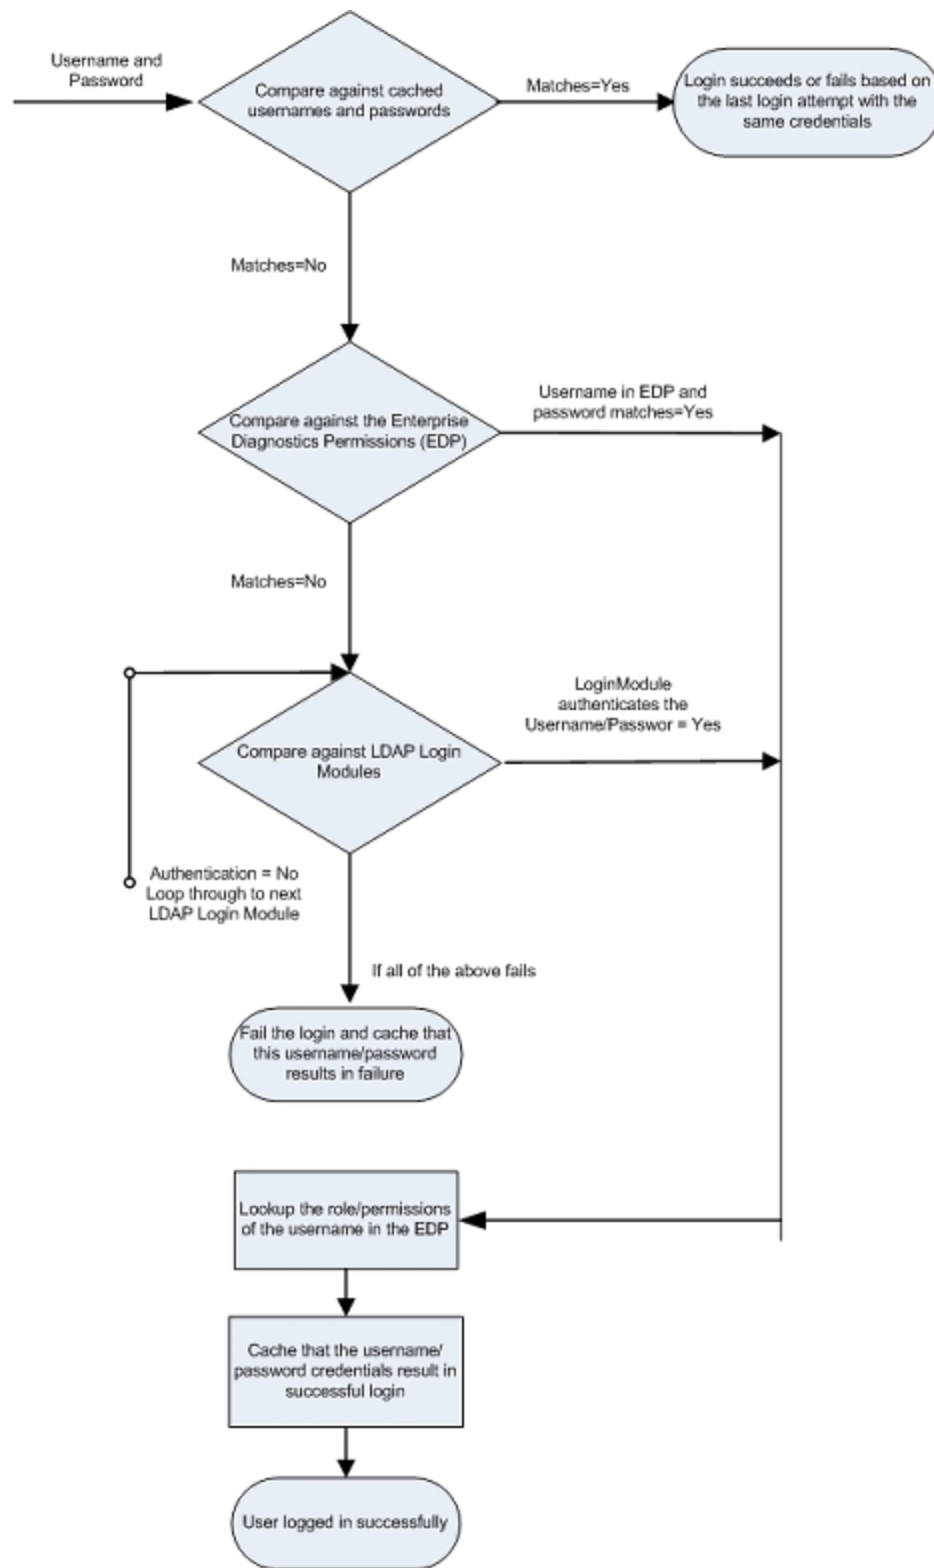 Username and
Password
Compare against cached
usernames and passwords
Matches=Yes
Login succeeds or fails based on
the last login attempt with the
same credentials
Matches=No
Compare against the Enterprise
Diagnostics Permissions (EDP)
Username in EDP and
password matches=Yes
Matches=No
Compare against LDAP Login
Modules
LoginModule
authenticates the
Username/Passwor = Yes
Authentication = No
Loop through to next
LDAP Login Module
If all of the above fails
Fail the login and cache that
this username/password
results in failure
Lookup the role/permissions
of the username in the EDP
Cache that the username/
password credentials result in
successful login
User logged in successfully